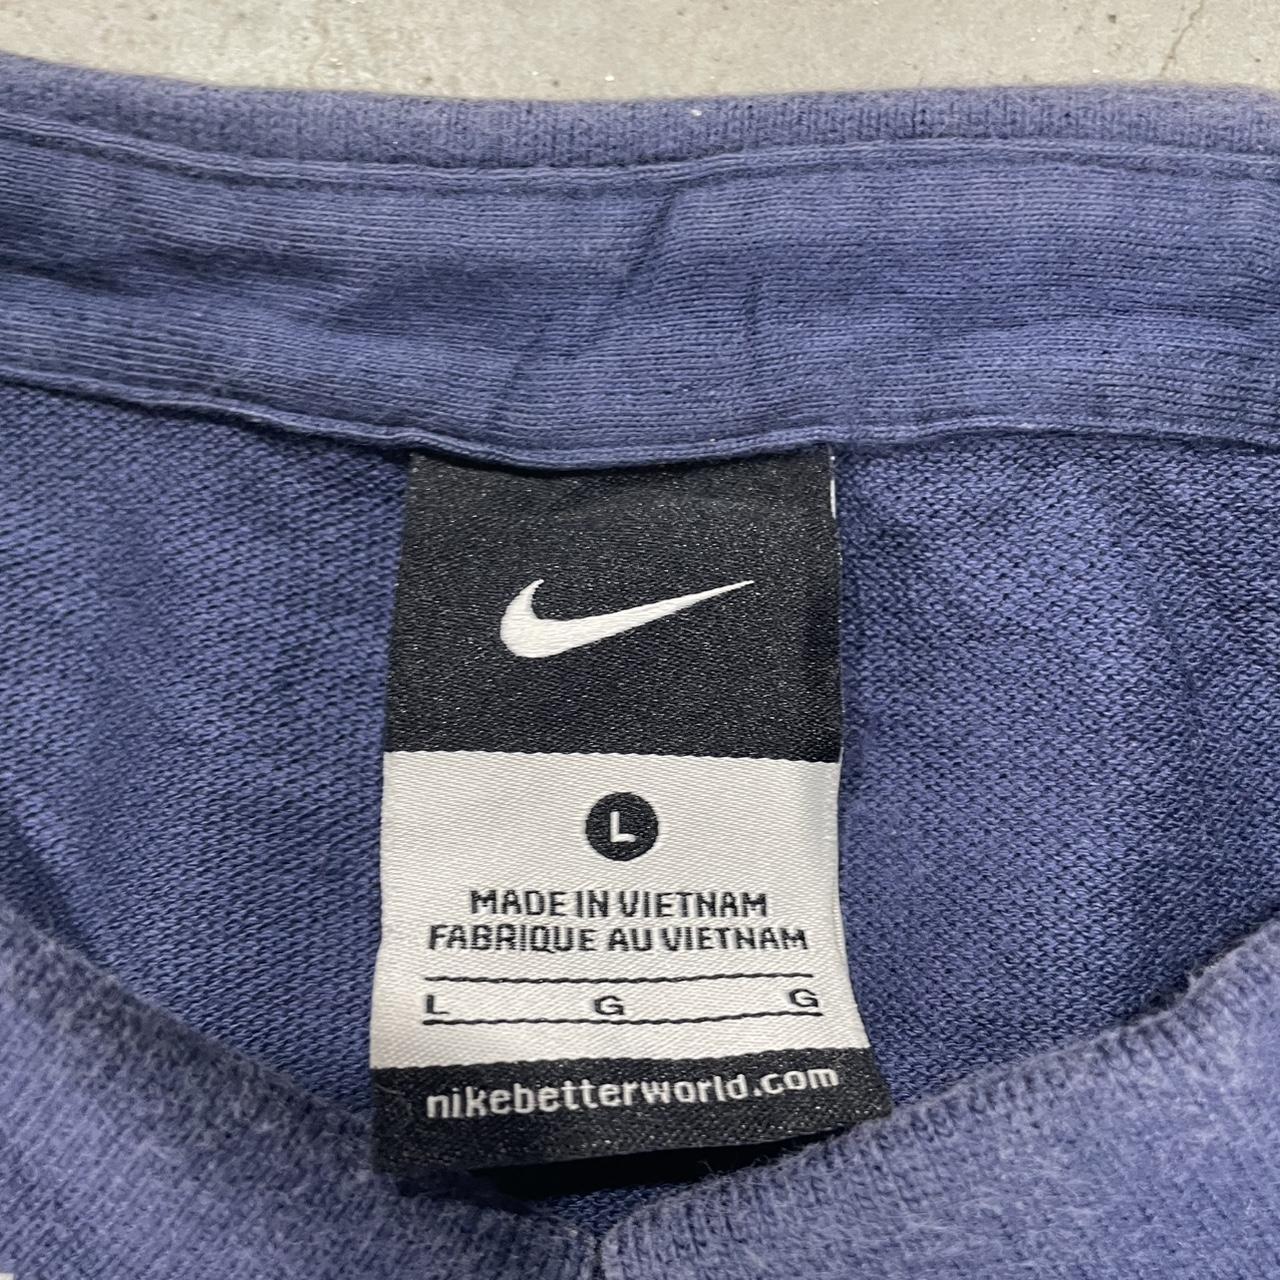 L
MADE IN VIETNAM
FABRIQUE AU VIETNAM
L G G
nikebetterworld.com